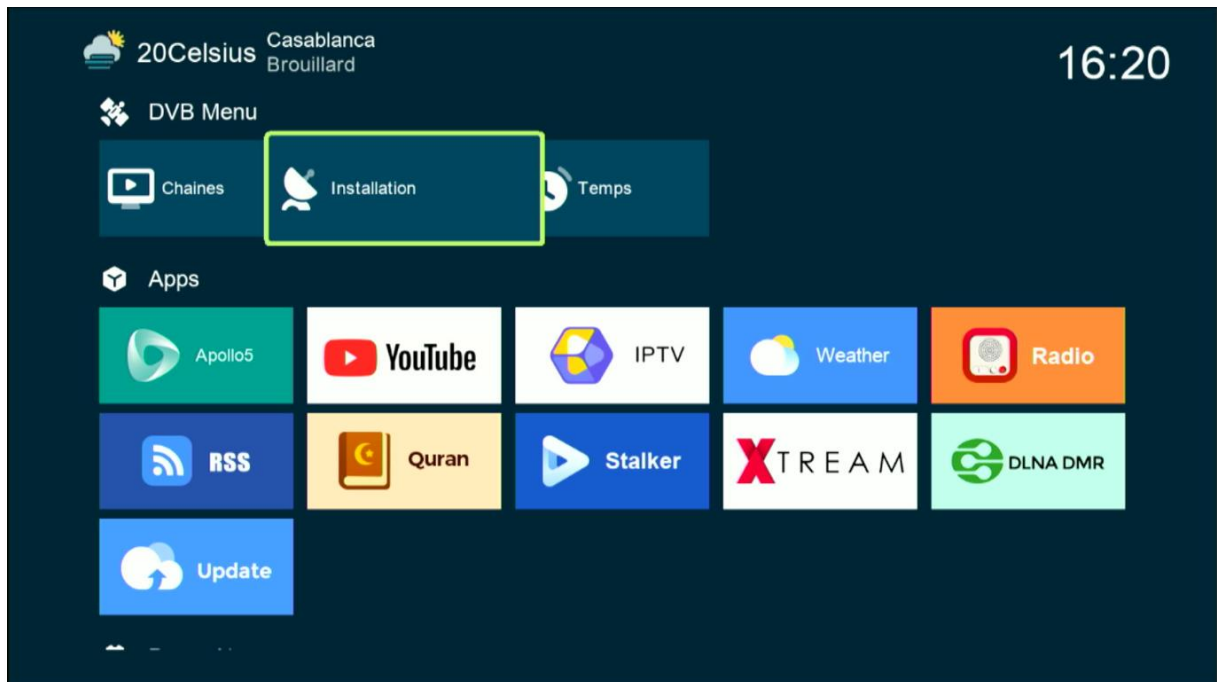 20Celsius
Casablanca
Brouillard
16:20
DVB Menu
Chaines
Installation
Temps
Apps
Apollo5
YouTube
IPTV
Weather
Radio
RSS
Quran
Stalker
XTREAM
DLNA DMR
Update